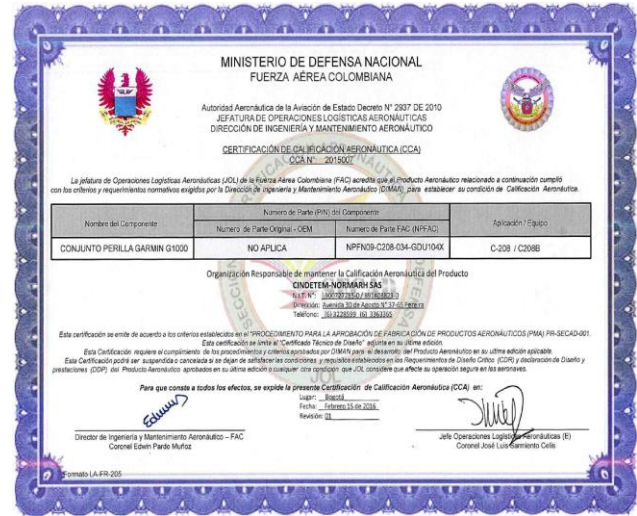 MINISTERIO DE DEFENSA NACIONAL
FUERZA AÉREA COLOMBIANA
Autoridad Aeronáutica de la Aviación de Estado Decreto N° 2937 DE 2010
JEFATURA DE OPERACIONES LOGÍSTICAS AERONÁUTICAS
DIRECCIÓN DE INGENIERÍA Y MANTENIMIENTO AERONÁUTICO
CERTIFICACIÓN DE CALIFICACIÓN AERONÁUTICA (CCA)
CCA N° 2015007
La jefatura de Operaciones Logísticas Aeronáuticas (JOL) de la Fuerza Aérea Colombiana (FAC) acredita que el Producto Aeronáutico relacionado a continuación cumplió
con los criterios y requerimientos normativos exigidos por la Dirección de Ingeniería y Mantenimiento Aeronáutico (DIMAN) para establecer su condición de Calificación Aeronáutica.
Nombre del Componente
Numero de Parte (P/N) del Componente
Aplicación / Equipo
Numero de Parte Original - OEM
Numero de Parte FAC (NPFAC)
CONJUNTO PERILLA GARMIN G1000
NO APLICA
NPFN09-C208-034-GDU104X
C-208 / C208B
Organización Responsable de mantener la Calificación Aeronáutica del Producto
CINDETEM-NORMARH SAS
N.I.T. N°:
Dirección: Avenida 30 de Agosto N° 37-65 Pereira
Teléfono: (6) 3228599 (6) 3363365
Esta certificación se emite de acuerdo a los criterios establecidos en el "PROCEDIMIENTO PARA LA APROBACIÓN DE FABRICACIÓN DE PRODUCTOS AERONÁUTICOS (PMA) PR-SECAD-001.
Esta certificación se limita al "Certificado Técnico de Diseño" adjunta en su última edición.
Esta Certificación requiere el cumplimiento de los procedimientos y criterios aprobados por DIMAN para el desarrollo del Producto Aeronáutico en su ultima edición aplicable.
Esta Certificación podrá ser suspendida o cancelada si se dejan de satisfacer las condiciones y requisitos establecidos en los Requerimientos de Diseño Crítico (CDR) y declaración de Diseño y
prestaciones (DDP) del Producto Aeronáutico aprobados en su última edición o cualquier otra condición que JOL considere que afecte su operación segura en las aeronaves.
Para que conste a todos los efectos, se expide la presente Certificación de Calificación Aeronáutica (CCA) en:
Lugar: Bogotá
Fecha: Febrero 15 de 2016
Revisión: 01
Director de Ingeniería y Mantenimiento Aeronáutico – FAC
Coronel Edwin Pardo Muñoz
Jefe Operaciones Logísticas Aeronáuticas (E)
Coronel José Luis Sarmiento Celis
Formato LA-FR-205